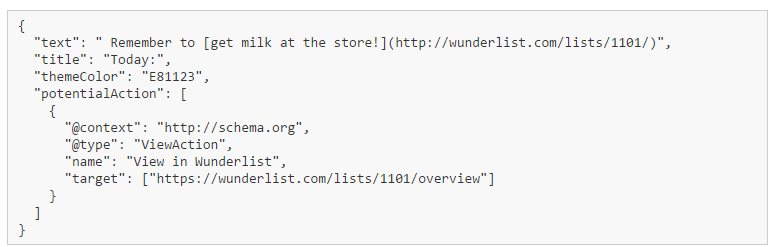 {
  "text": " Remember to [get milk at the store!](http://wunderlist.com/lists/1101/)",
  "title": "Today:",
  "themeColor": "E81123",
  "potentialAction": [
    {
      "@context": "http://schema.org",
      "@type": "ViewAction",
      "name": "View in Wunderlist",
      "target": ["https://wunderlist.com/lists/1101/overview"]
    }
  ]
}